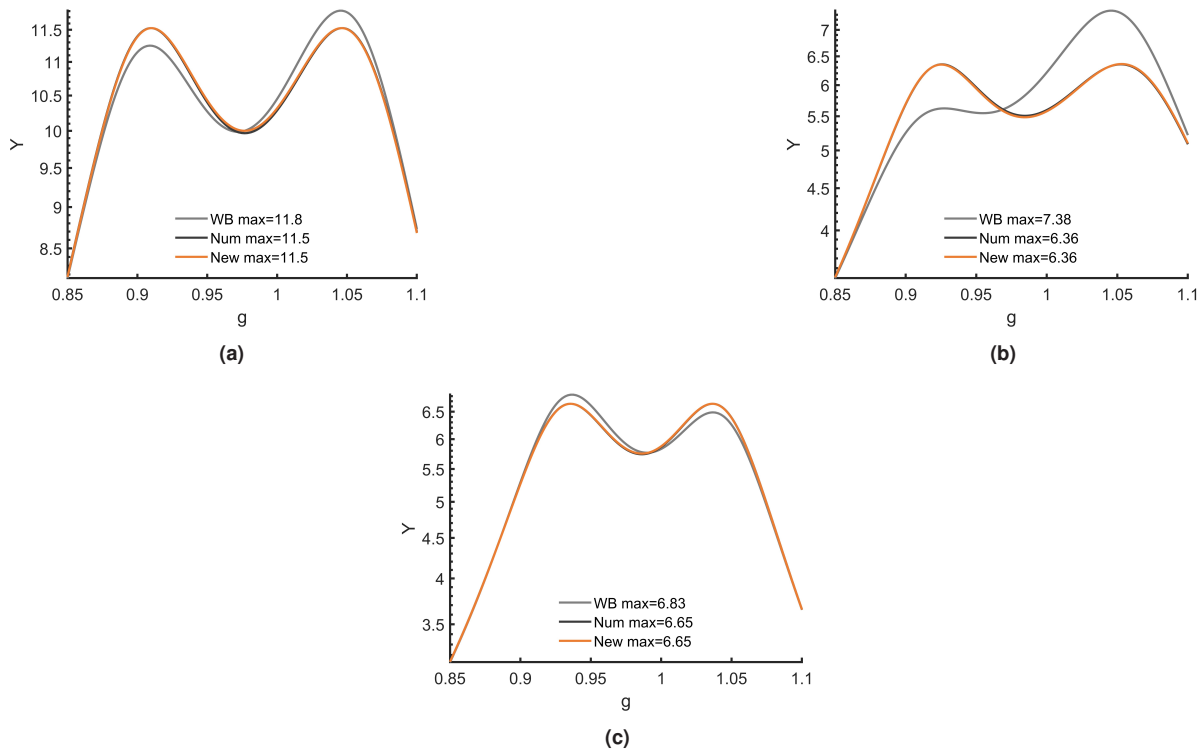 11.5
11
10.5
10
9.5
9
8.5
Y
WB max=11.8
Num max=11.5
New max=11.5
0.85 0.9 0.95 1 1.05 1.1
g
(a)
7
6.5
6
5.5
5
4.5
4
Y
WB max=7.38
Num max=6.36
New max=6.36
0.85 0.9 0.95 1 1.05 1.1
g
(b)
6.5
6
5.5
5
4.5
4
3.5
Y
WB max=6.83
Num max=6.65
New max=6.65
0.85 0.9 0.95 1 1.05 1.1
g
(c)